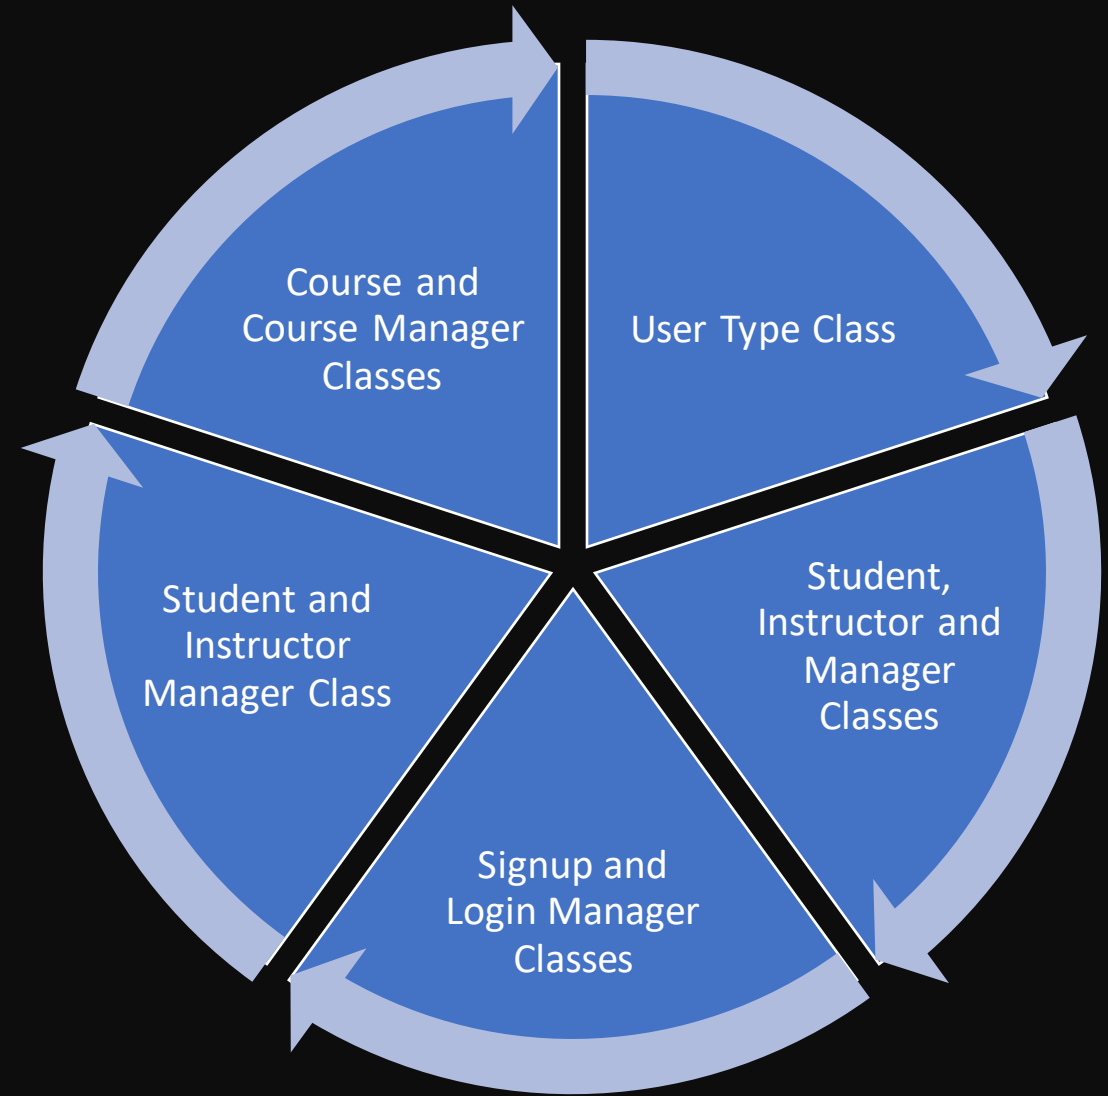 Course and
Course Manager
Classes
User Type Class
Student,
Instructor and
Manager
Classes
Student and
Instructor
Manager Class
Signup and
Login Manager
Classes